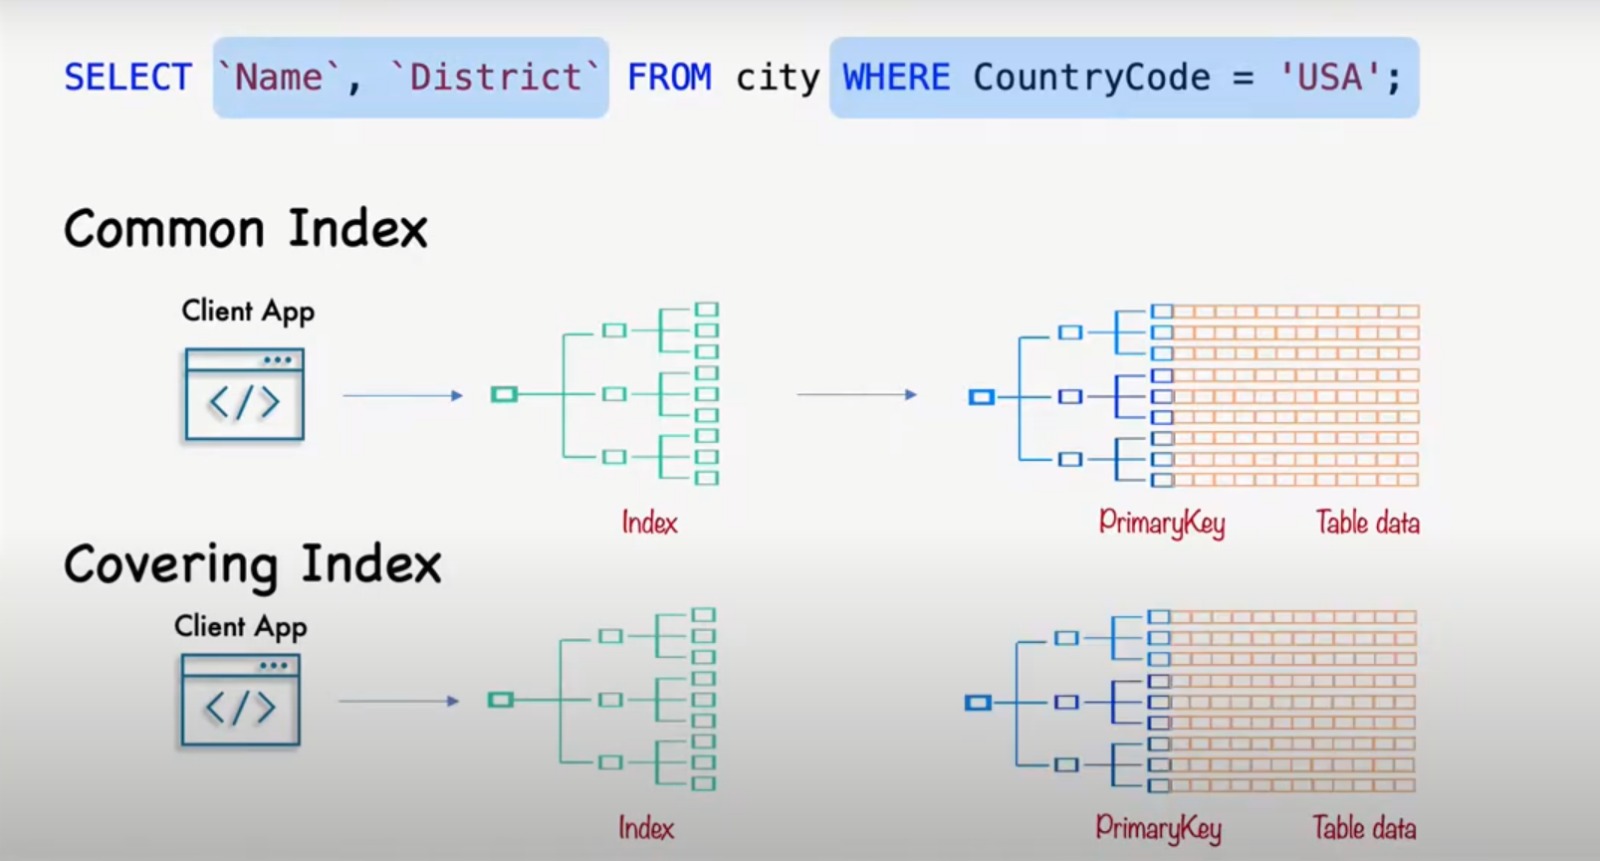 SELECT `Name`, `District` FROM city WHERE CountryCode = 'USA';
Common Index
Client App
</>
Index
PrimaryKey
Table data
Covering Index
Client App
</>
Index
PrimaryKey
Table data